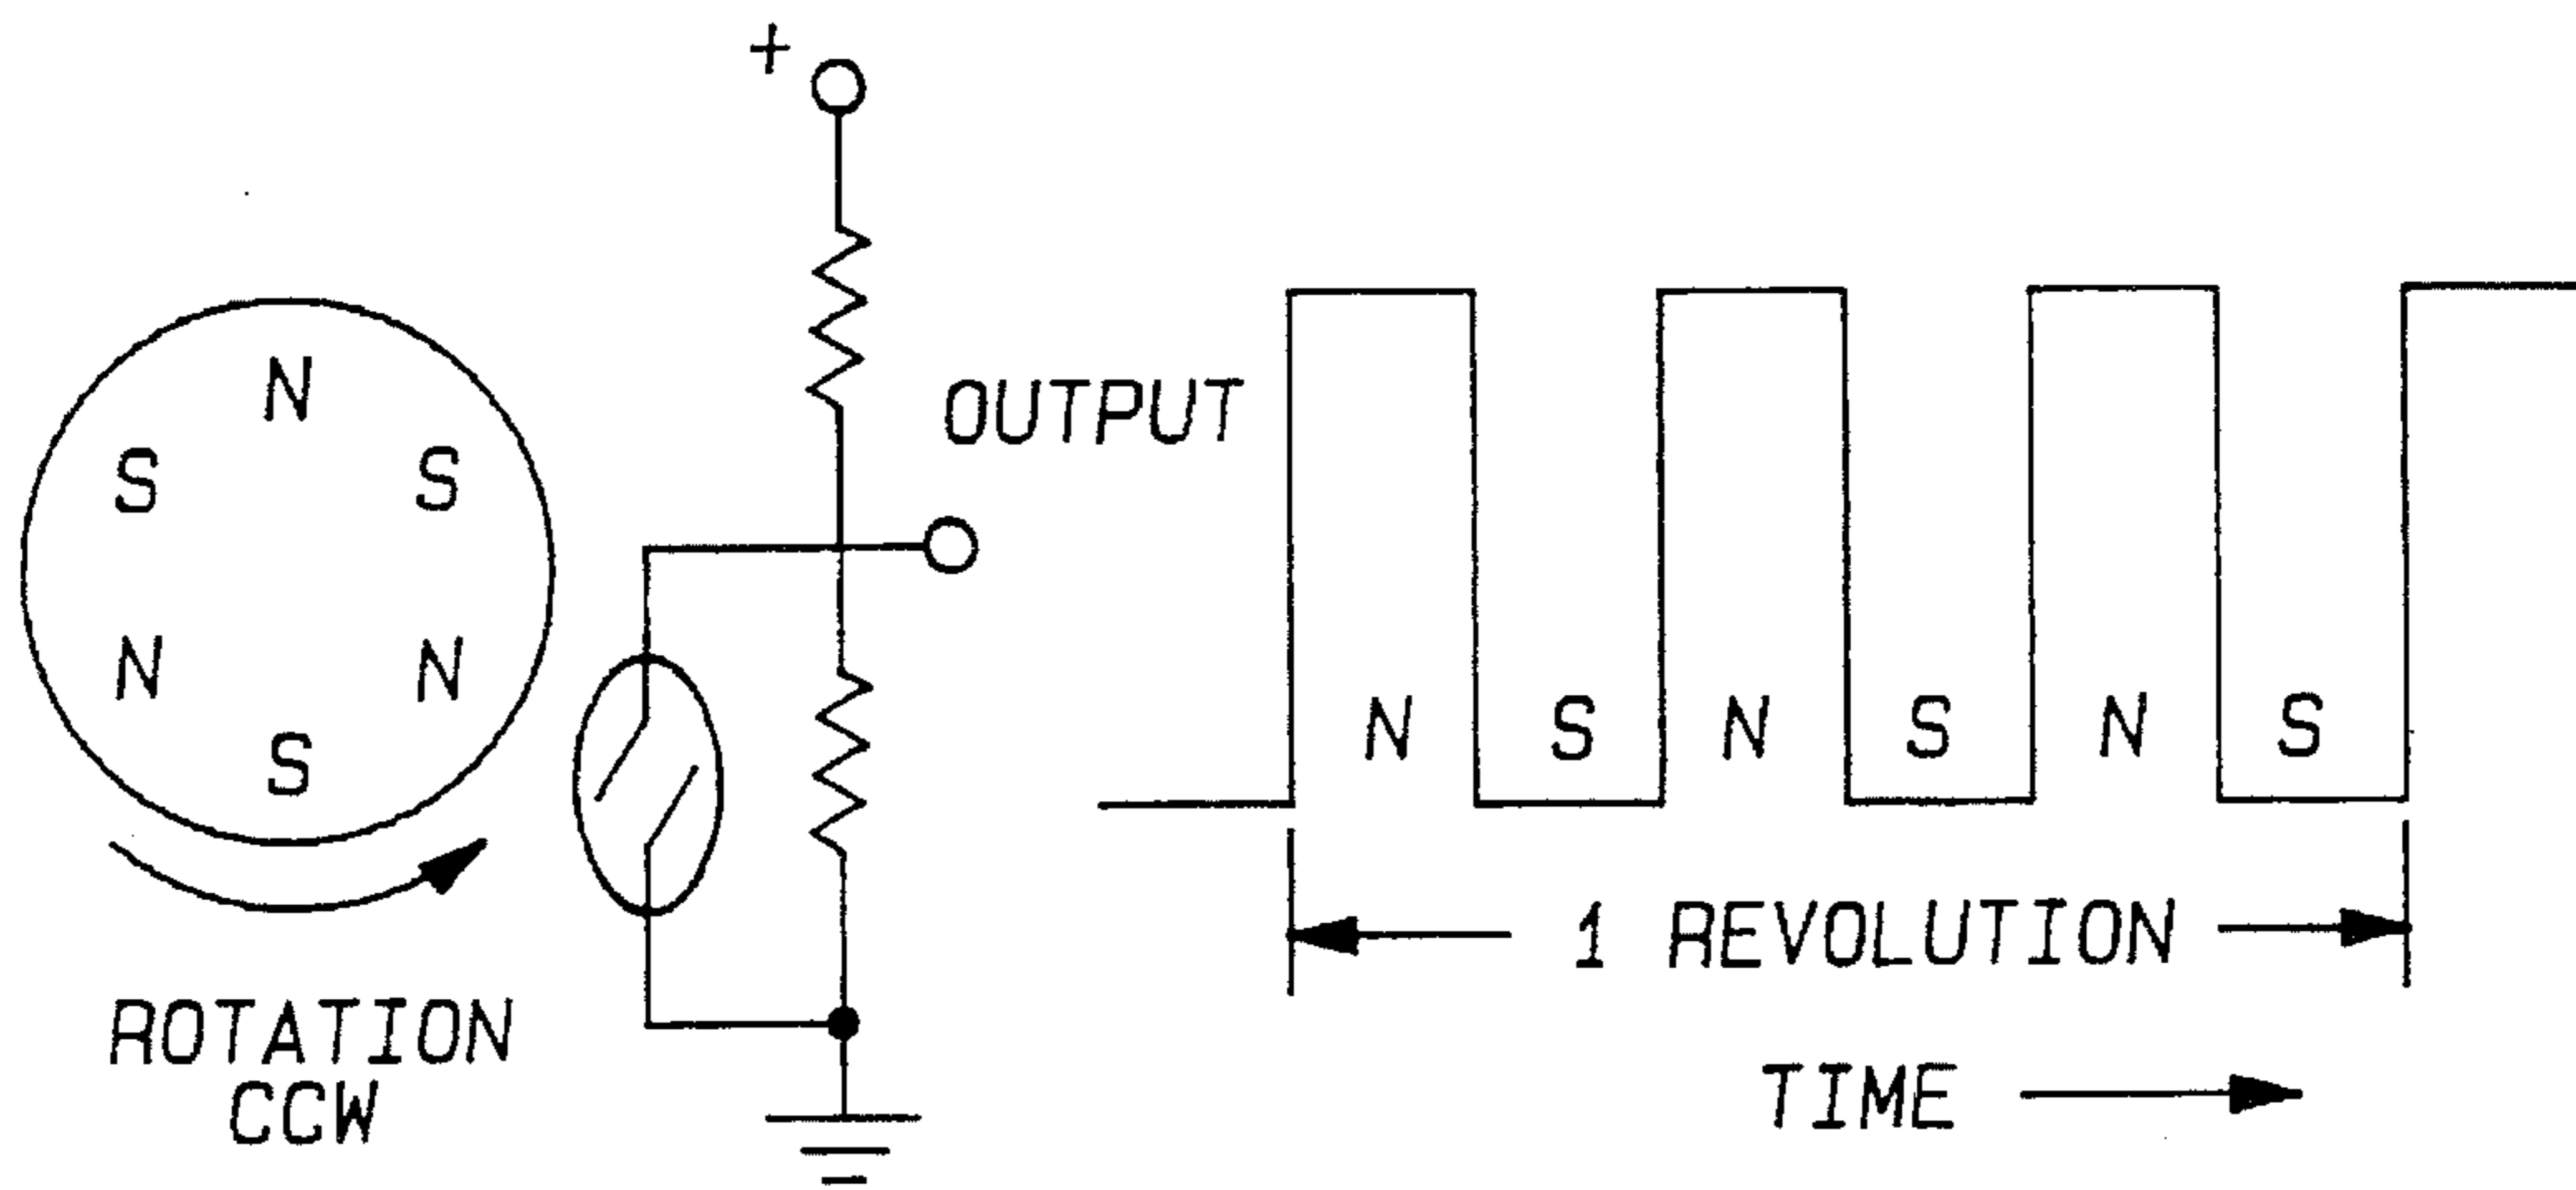 +
N
S S
N N
S
OUTPUT
ROTATION
CCW
N S N S N S
1 REVOLUTION
TIME